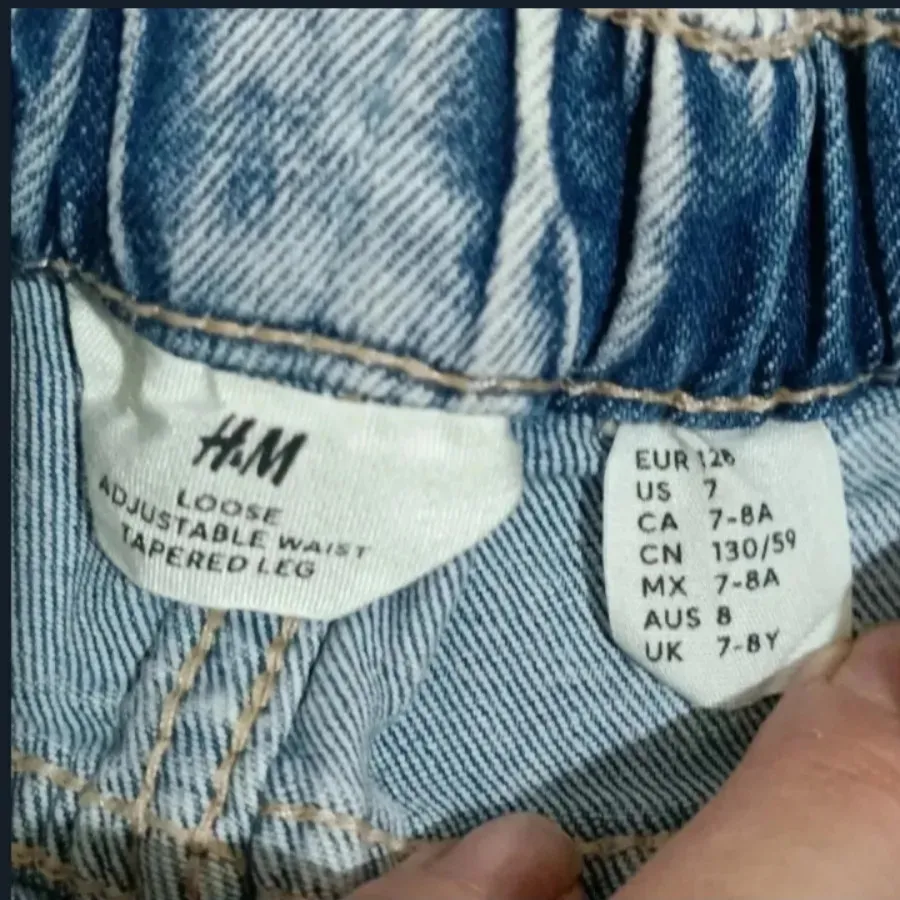 H&M
LOOSE
ADJUSTABLE WAIST
TAPERED LEG
EUR 128
US 7
CA 7-8A
CN 130/59
MX 7-8A
AUS 8
UK 7-8Y